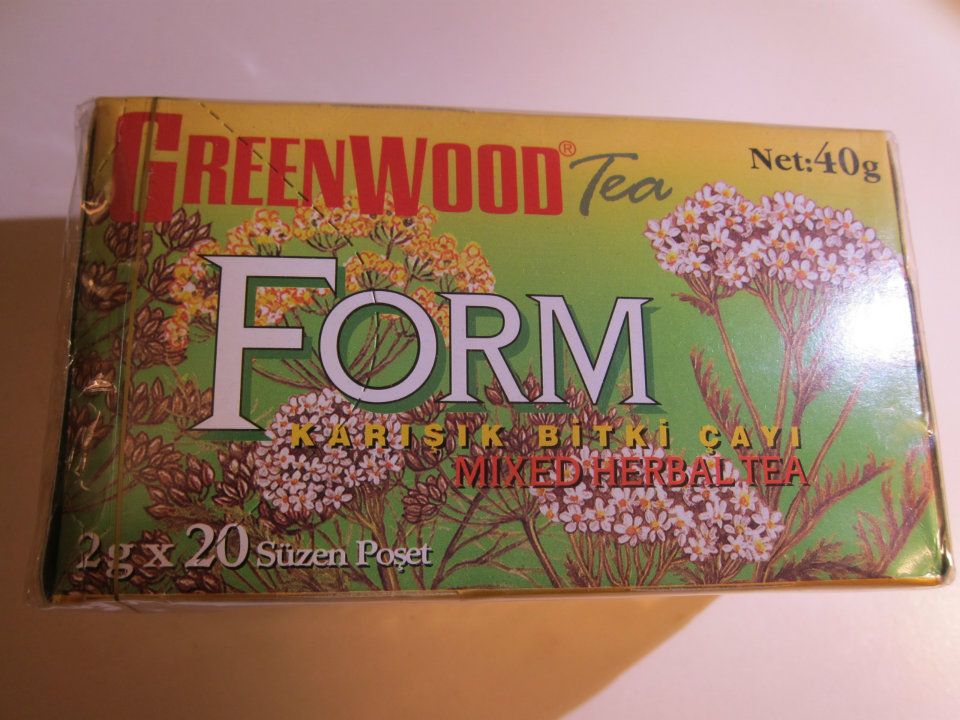 GREENWOOD® Tea
Net:40g
FORM
KARIŞIK BİTKİ ÇAYI
MIXED HERBAL TEA
2g x 20 Süzen Poşet